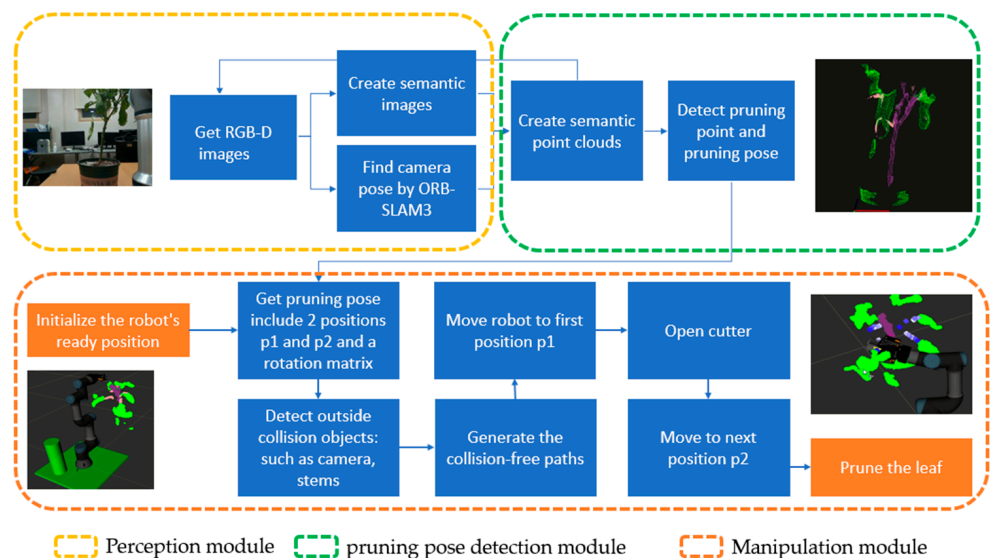 Get RGB-D
images
Create semantic
images
Find camera
pose by ORB-
SLAM3
Create semantic
point clouds
Detect pruning
point and
pruning pose
Initialize the robot's
ready position
Get pruning pose
include 2 positions
p1 and p2 and a
rotation matrix
Detect outside
collision objects:
such as camera,
stems
Move robot to first
position p1
Generate the
collision-free paths
Open cutter
Move to next
position p2
Prune the leaf
Perception module
pruning pose detection module
Manipulation module